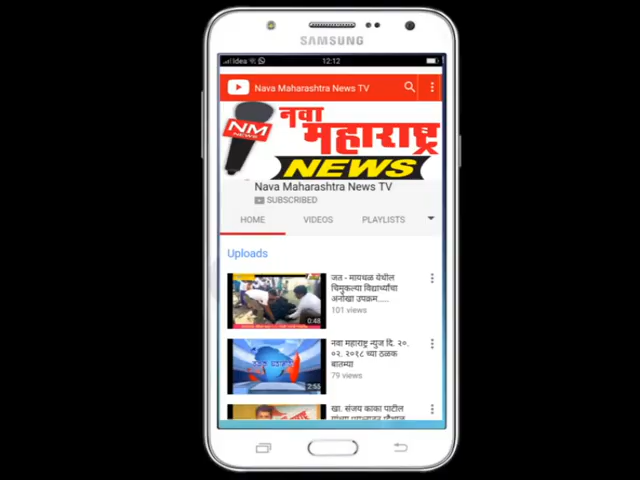 SAMSUNG
Idea
12:12
Nava Maharashtra News TV
नवा
महाराष्ट्र
NM
NEWS
NEWS
Nava Maharashtra News TV
SUBSCRIBED
HOME VIDEOS PLAYLISTS
Uploads
जत - मायथळ येथील
चिमुकल्या विद्यार्थ्यांचा
अनोखा उपक्रम.....
101 views
0:48
नवा महाराष्ट्र न्युज दि. २०.
०२. २०१८ च्या ठळक
बातम्या
79 views
2:55
खा. संजय काका पाटील